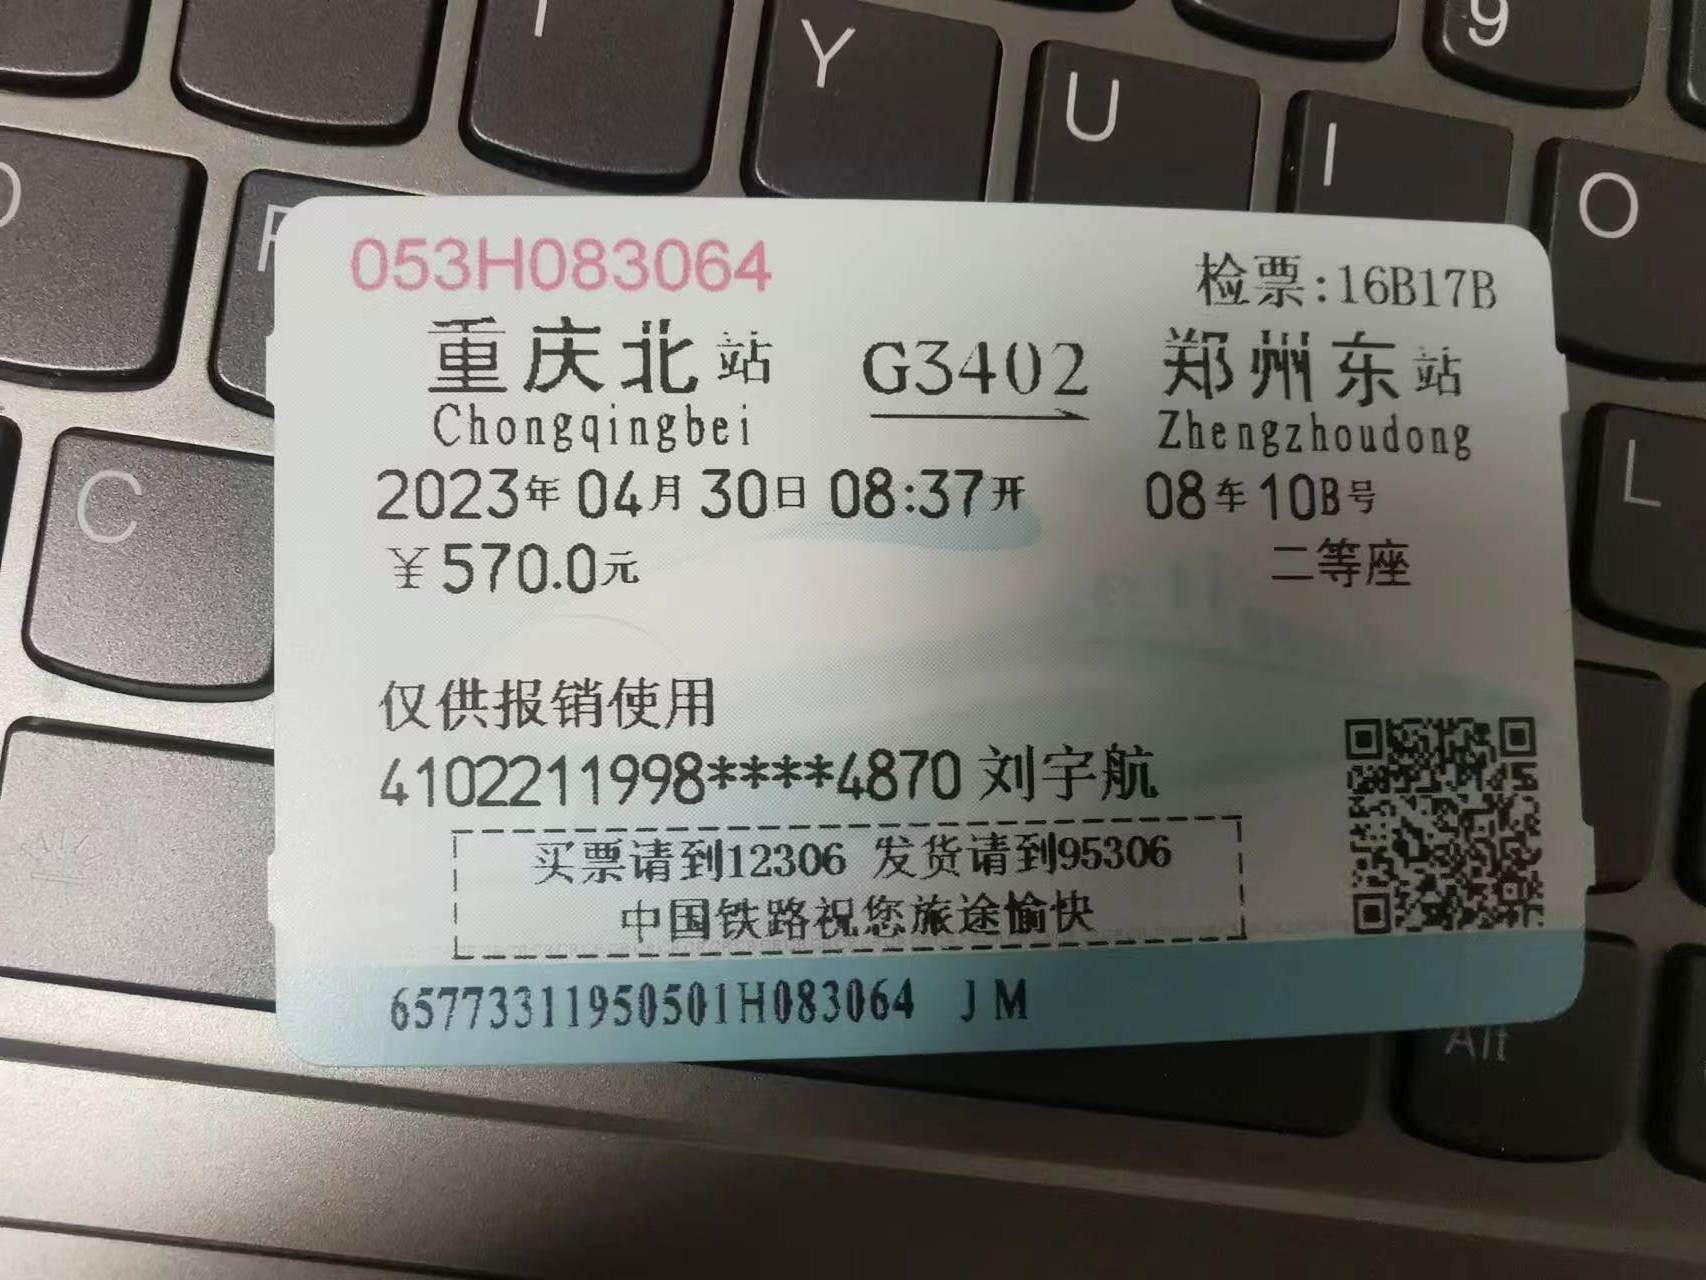 T
Y
U
I
9
O
053H083064
检票:16B17B
重庆北站 G3402 郑州东站
Chongqingbei Zhengzhoudong
2023年04月30日08:37开 08车10B号
¥570.0元 二等座
仅供报销使用
4102211998****4870 刘宇航
买票请到12306 发货请到95306
中国铁路祝您旅途愉快
65773311950501H083064 JM
C
L
Alt